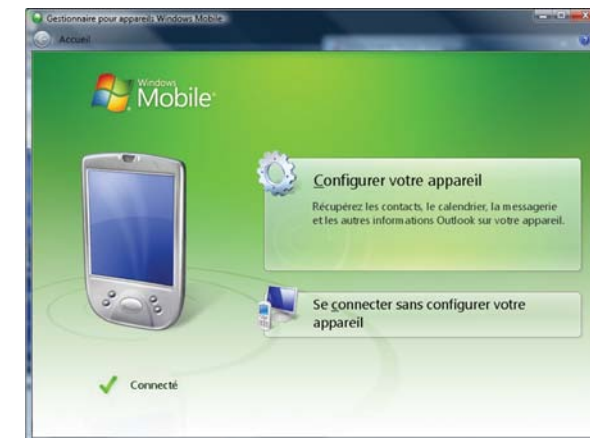 Gestionnaire pour appareils Windows Mobile
Accueil
Windows
Mobile
Configurer votre appareil
Récupérez les contacts, le calendrier, la messagerie
et les autres informations Outlook sur votre appareil.
Se connecter sans configurer votre
appareil
Connecté